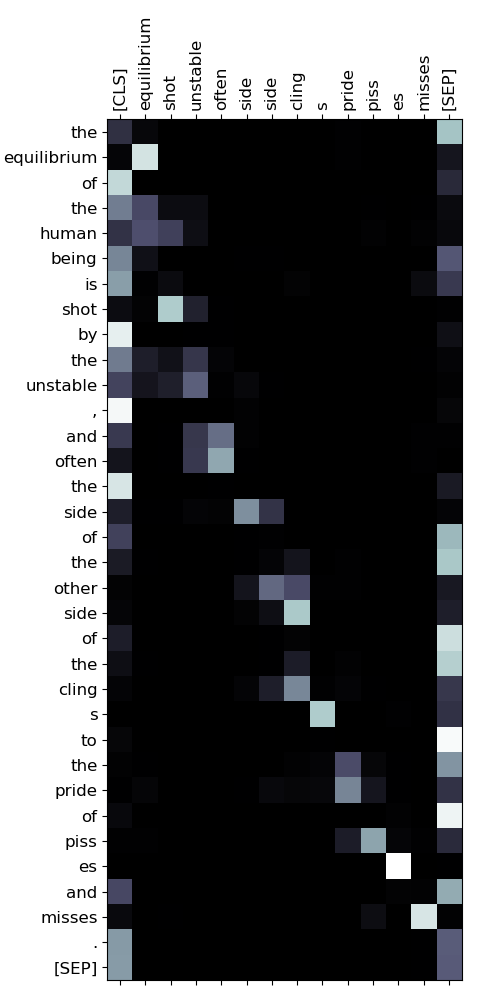 [CLS] equilibrium shot unstable often side side cling s pride piss es misses [SEP]
the
equilibrium
of
the
human
being
is
shot
by
the
unstable
,
and
often
the
side
of
the
other
side
of
the
cling
s
to
the
pride
of
piss
es
and
misses
.
[SEP]